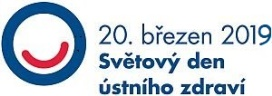 20. březen 2019
Světový den
ústního zdraví